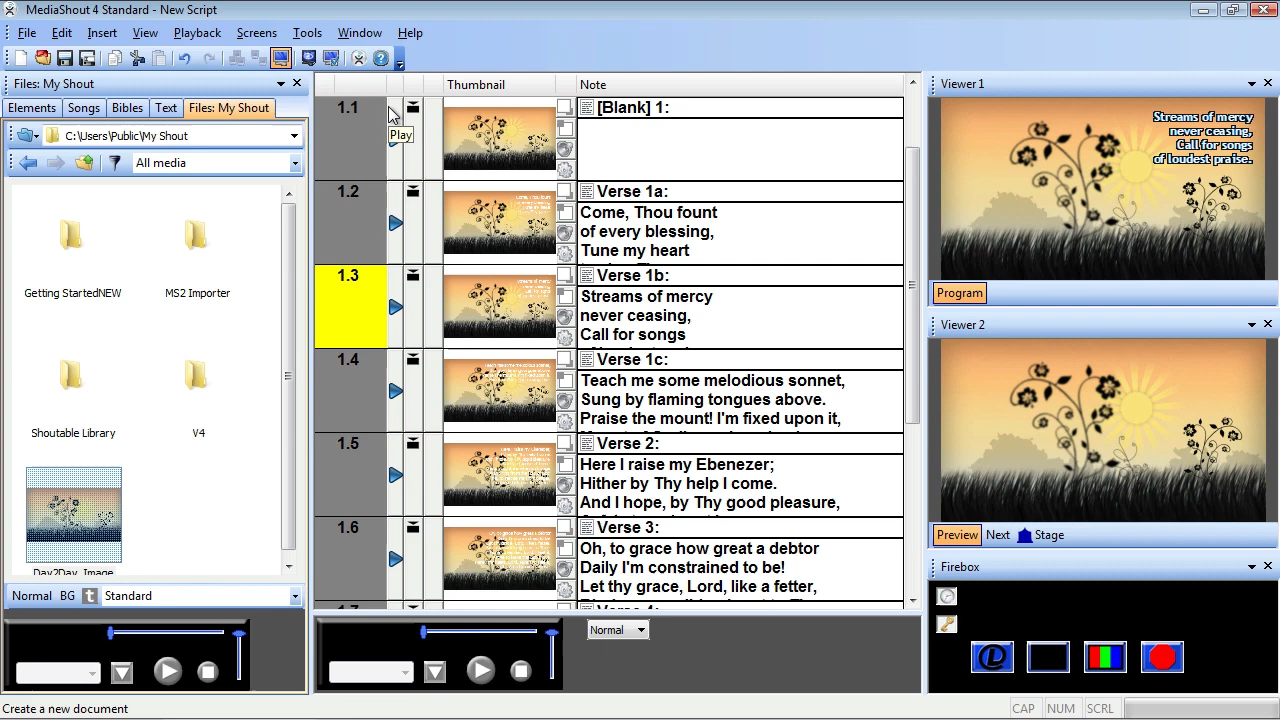 MediaShout 4 Standard - New Script
File Edit Insert View Playback Screens Tools Window Help
Files: My Shout
Elements Songs Bibles Text Files: My Shout
C:\Users\Public\My Shout
All media
Getting StartedNEW
MS2 Importer
Shoutable Library
V4
Day2Day_Image
Normal BG t Standard
Thumbnail Note
1.1 [Blank] 1:
Play
1.2 Verse 1a:
Come, Thou fount
of every blessing,
Tune my heart
1.3 Verse 1b:
Streams of mercy
never ceasing,
Call for songs
1.4 Verse 1c:
Teach me some melodious sonnet,
Sung by flaming tongues above.
Praise the mount! I'm fixed upon it,
1.5 Verse 2:
Here I raise my Ebenezer;
Hither by Thy help I come.
And I hope, by Thy good pleasure,
1.6 Verse 3:
Oh, to grace how great a debtor
Daily I'm constrained to be!
Let thy grace, Lord, like a fetter,
1.7 Verse 4:
Normal
Viewer1
Streams of mercy
never ceasing,
Call for songs
of loudest praise.
Program
Viewer 2
Preview Next Stage
Firebox
Create a new document
CAP NUM SCRL